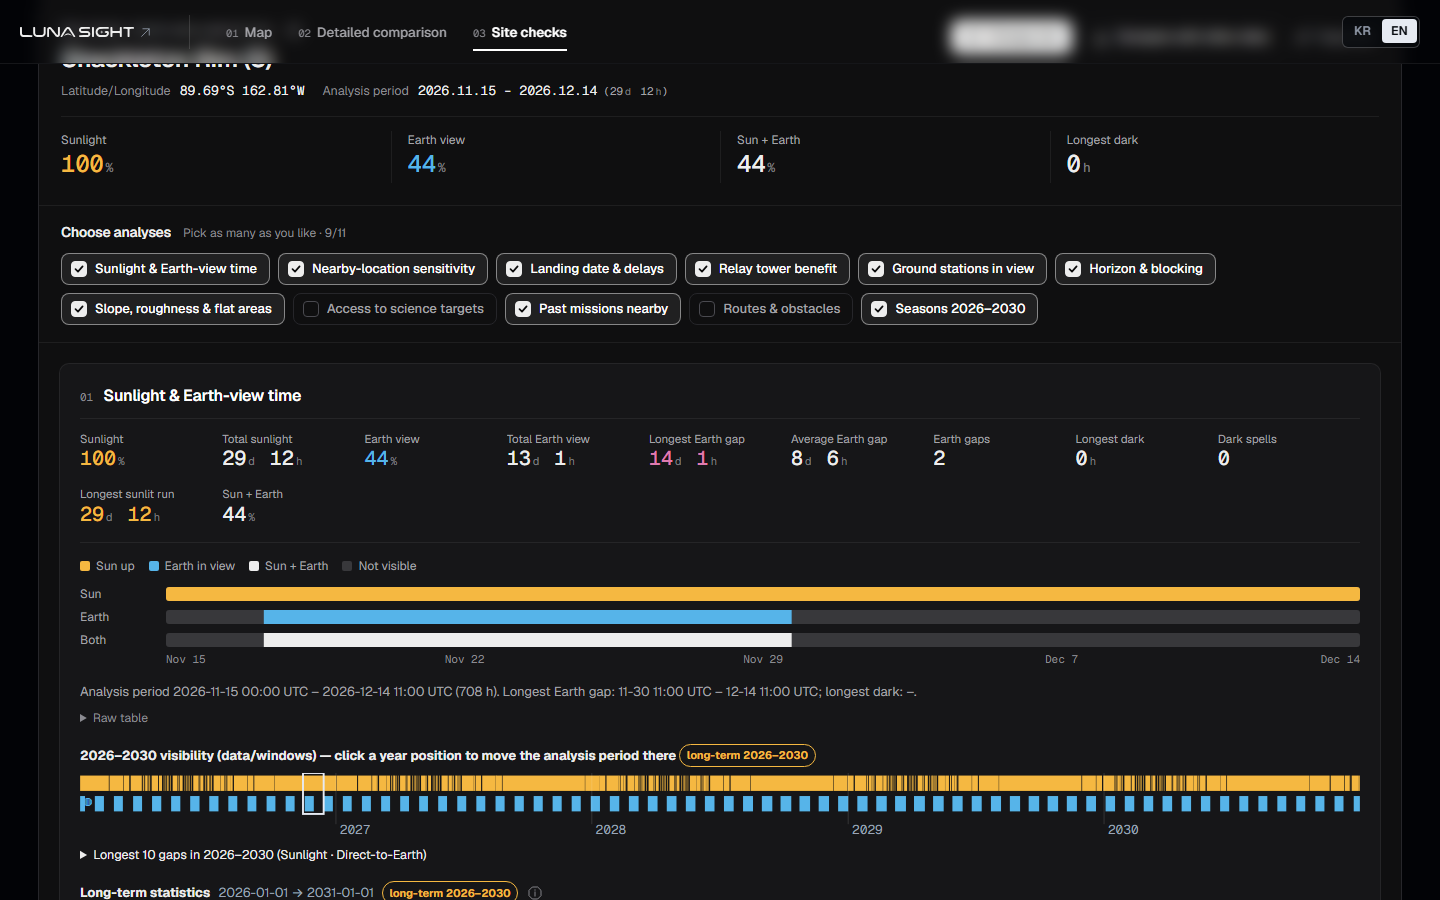 LUNA SIGHT ↗ 01 Map 02 Detailed comparison 03 Site checks KR EN
Shackleton Rim (S)
Latitude/Longitude 89.69°S 162.81°W Analysis period 2026.11.15 – 2026.12.14 (29d 12h)
Sunlight Earth view Sun + Earth Longest dark
100% 44% 44% 0h
Choose analyses Pick as many as you like · 9/11
Sunlight & Earth-view time Nearby-location sensitivity Landing date & delays Relay tower benefit Ground stations in view Horizon & blocking
Slope, roughness & flat areas Access to science targets Past missions nearby Routes & obstacles Seasons 2026–2030
01 Sunlight & Earth-view time
Sunlight Total sunlight Earth view Total Earth view Longest Earth gap Average Earth gap Earth gaps Longest dark Dark spells
100% 29d 12h 44% 13d 1h 14d 1h 8d 6h 2 0h 0
Longest sunlit run Sun + Earth
29d 12h 44%
Sun up Earth in view Sun + Earth Not visible
Sun
Earth
Both
Nov 15 Nov 22 Nov 29 Dec 7 Dec 14
Analysis period 2026-11-15 00:00 UTC – 2026-12-14 11:00 UTC (708 h). Longest Earth gap: 11-30 11:00 UTC – 12-14 11:00 UTC; longest dark: –.
▶ Raw table
2026–2030 visibility (data/windows) — click a year position to move the analysis period there long-term 2026–2030
2027 2028 2029 2030
▶ Longest 10 gaps in 2026–2030 (Sunlight · Direct-to-Earth)
Long-term statistics 2026-01-01 → 2031-01-01 long-term 2026–2030